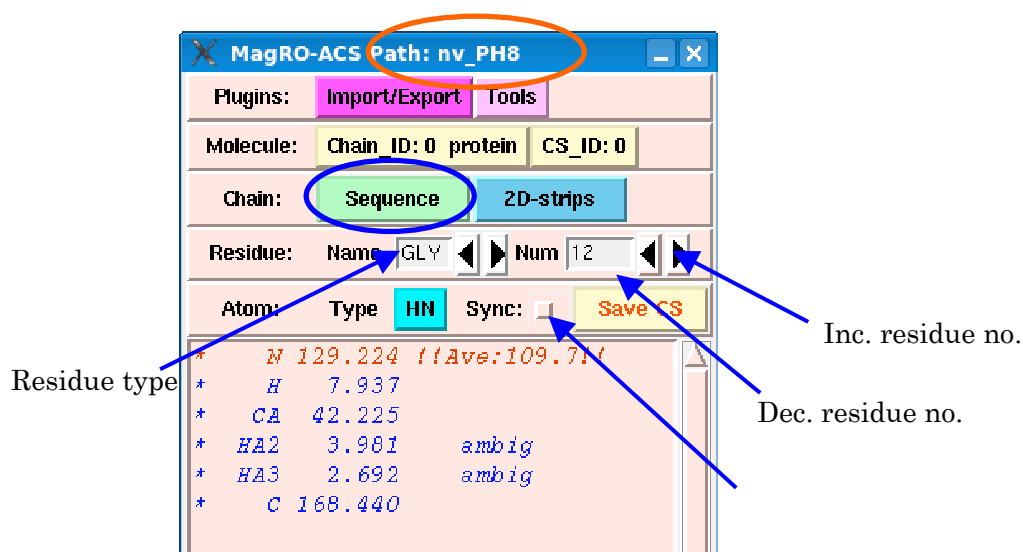 MagRO-ACS Path: nv_PH8
Plugins: Import/Export Tools
Molecule: Chain_ID: 0 protein CS_ID: 0
Chain: Sequence 2D-strips
Residue: Name GLY Num 12
Atom: Type HN Sync: Save CS
* N 129.224 !!Ave:109.7!!
* H 7.937
* CA 42.225
* HA2 3.981 ambig
* HA3 2.692 ambig
* C 168.440
Inc. residue no.
Residue type
Dec. residue no.